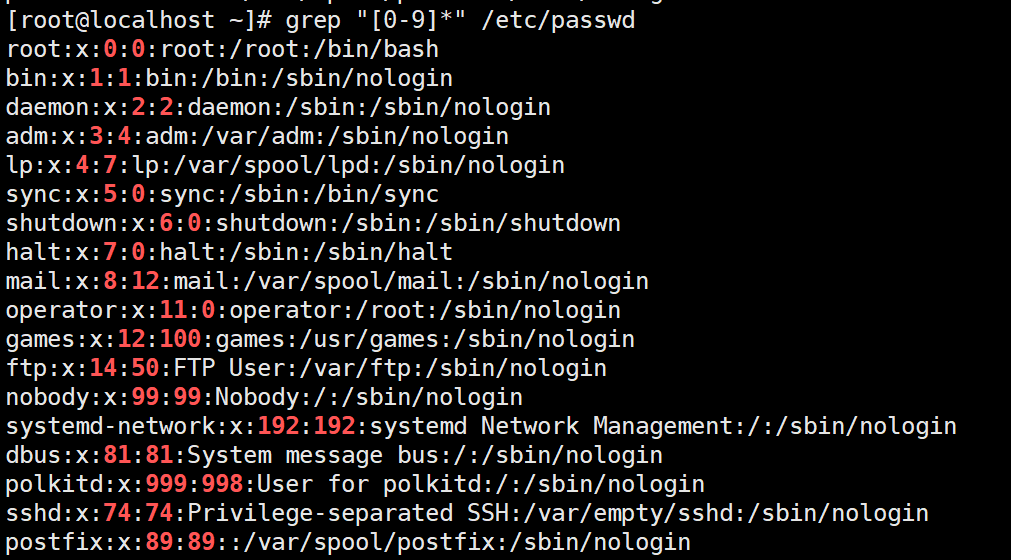 [root@localhost ~]# grep "[0-9]*" /etc/passwd
root:x:0:0:root:/root:/bin/bash
bin:x:1:1:bin:/bin:/sbin/nologin
daemon:x:2:2:daemon:/sbin:/sbin/nologin
adm:x:3:4:adm:/var/adm:/sbin/nologin
lp:x:4:7:lp:/var/spool/lpd:/sbin/nologin
sync:x:5:0:sync:/sbin:/bin/sync
shutdown:x:6:0:shutdown:/sbin:/sbin/shutdown
halt:x:7:0:halt:/sbin:/sbin/halt
mail:x:8:12:mail:/var/spool/mail:/sbin/nologin
operator:x:11:0:operator:/root:/sbin/nologin
games:x:12:100:games:/usr/games:/sbin/nologin
ftp:x:14:50:FTP User:/var/ftp:/sbin/nologin
nobody:x:99:99:Nobody:/:/sbin/nologin
systemd-network:x:192:192:systemd Network Management:/:/sbin/nologin
dbus:x:81:81:System message bus:/:/sbin/nologin
polkitd:x:999:998:User for polkitd:/:/sbin/nologin
sshd:x:74:74:Privilege-separated SSH:/var/empty/sshd:/sbin/nologin
postfix:x:89:89::/var/spool/postfix:/sbin/nologin